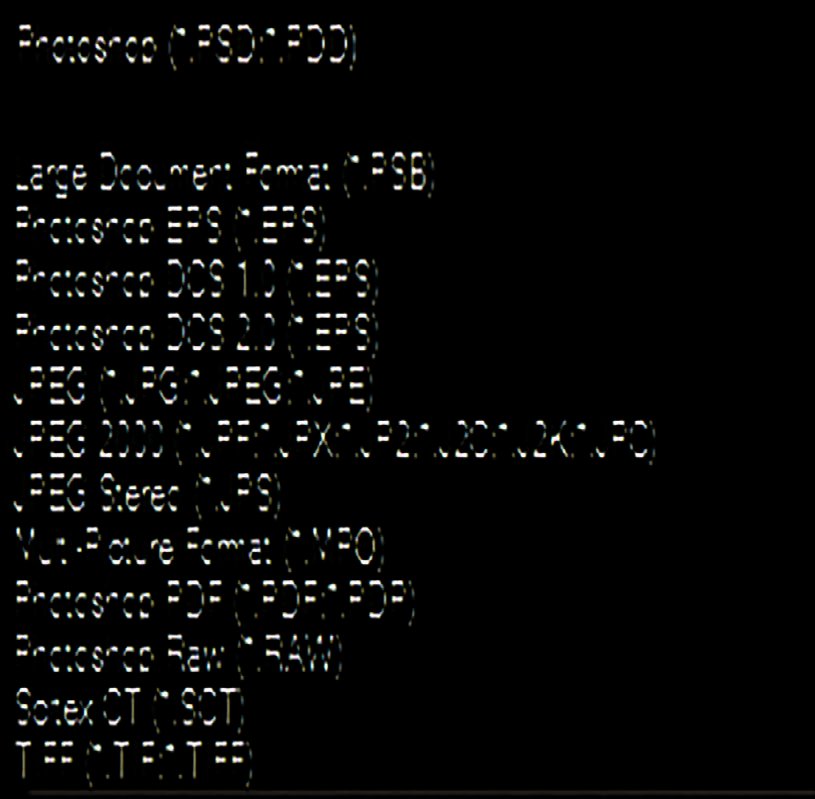 Photoshop (*.PSD;*.PDD)
Large Document Format (*.PSB)
Photoshop EPS (*.EPS)
Photoshop DCS 1.0 (*.EPS)
Photoshop DCS 2.0 (*.EPS)
JPEG (*.JPG;*.JPEG;*.JPE)
JPEG 2000 (*.JPF;*.JPX;*.JP2;*.J2C;*.J2K;*.JPC)
JPEG Stereo (*.JPS)
Multi-Picture Format (*.MPO)
Photoshop PDF (*.PDF;*.PDP)
Photoshop Raw (*.RAW)
Scitex CT (*.SCT)
TIFF (*.TIF;*.TIFF)